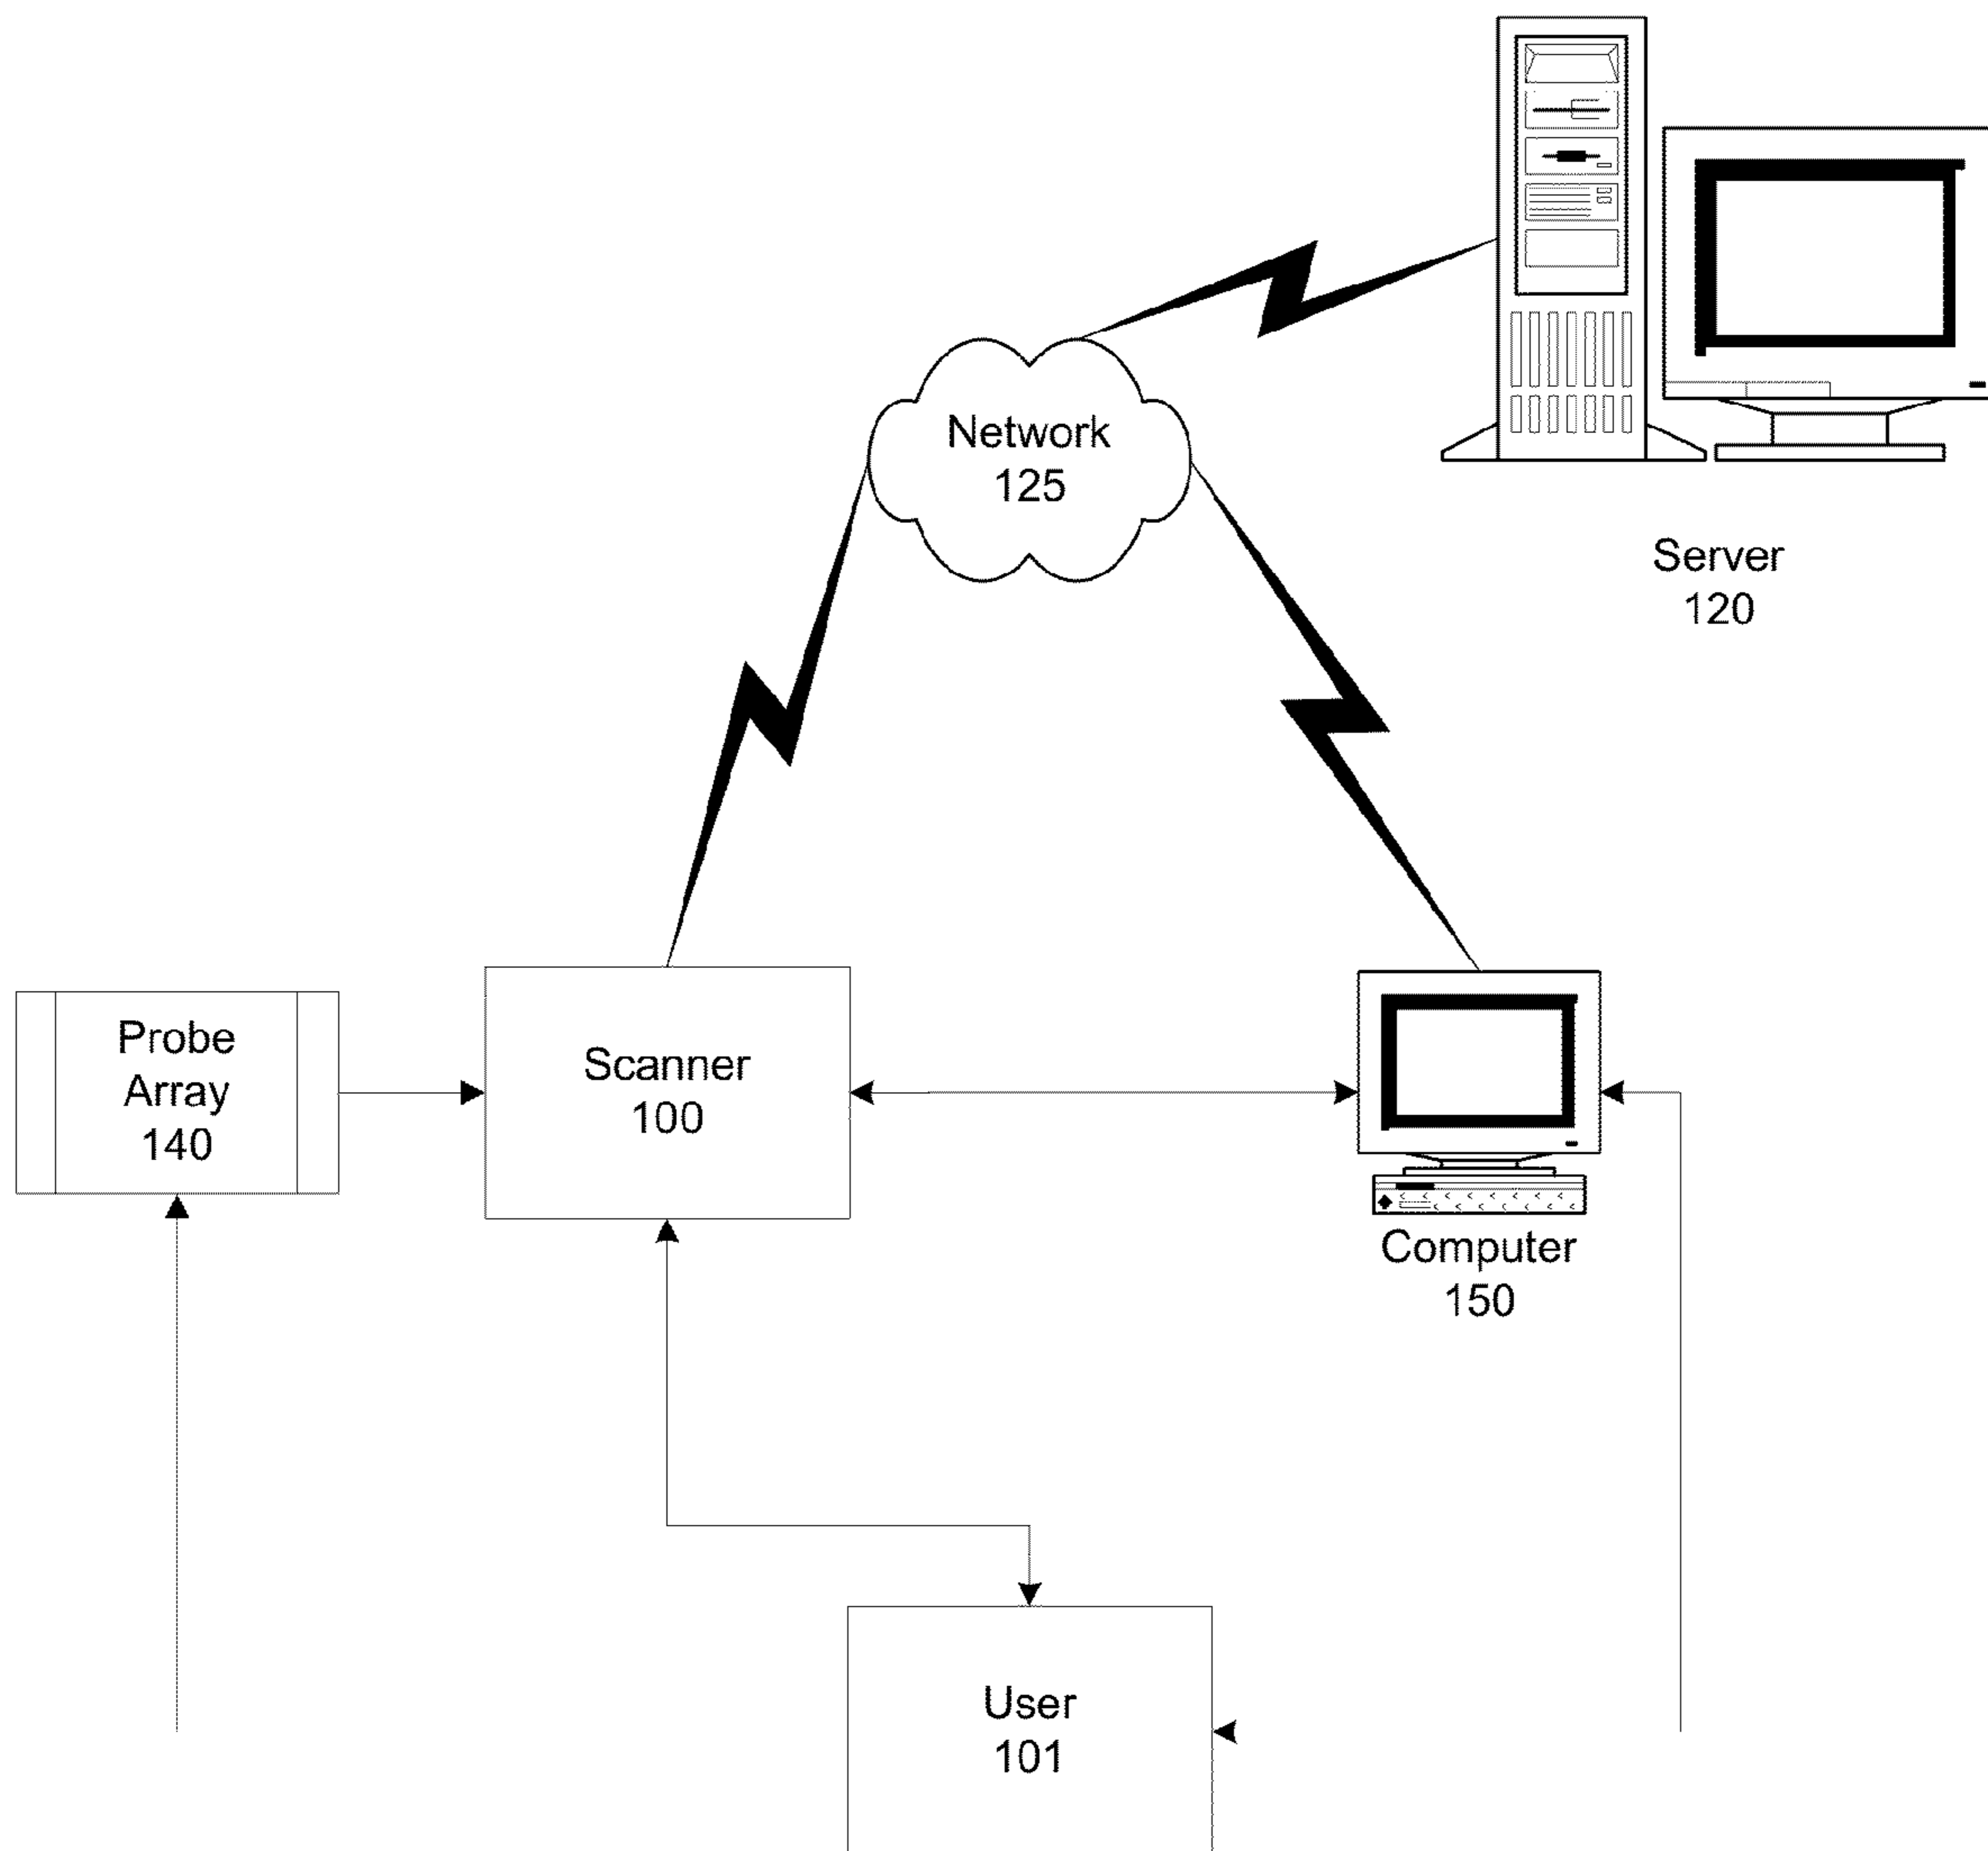 Network
125
Server
120
Probe
Array
140
Scanner
100
Computer
150
User
101